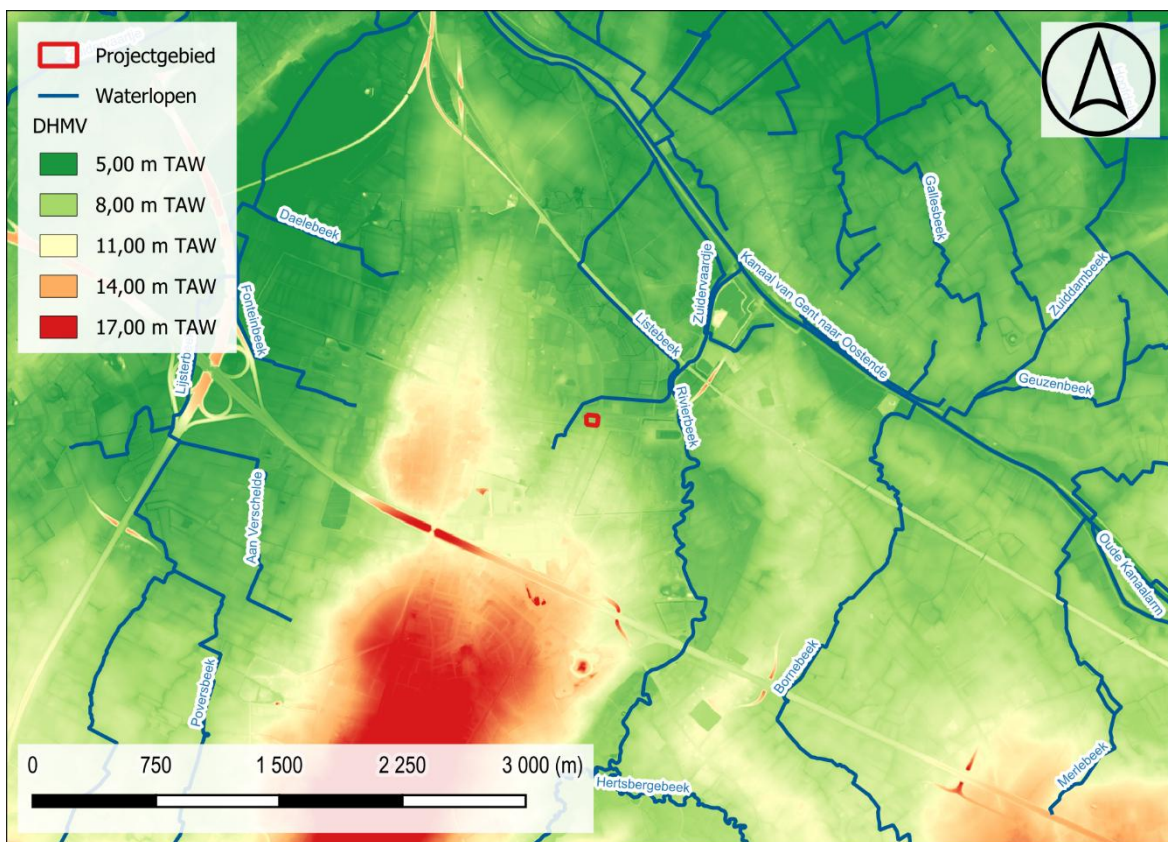 Projectgebied
Waterlopen
DHMV
5,00 m TAW
8,00 m TAW
11,00 m TAW
14,00 m TAW
17,00 m TAW
Daelebeek
Fonteinbeek
Aan Verschelde
Poversbeek
Listebeek
Zuidervaardje
Rivierbeek
Kanaal van Gent naar Oostende
Gallesbeek
Zuiddambeek
Geuzenbeek
Oude Kanaalarm
Bornebeek
Merlebeek
Hertsbergebeek
0 750 1 500 2 250 3 000 (m)